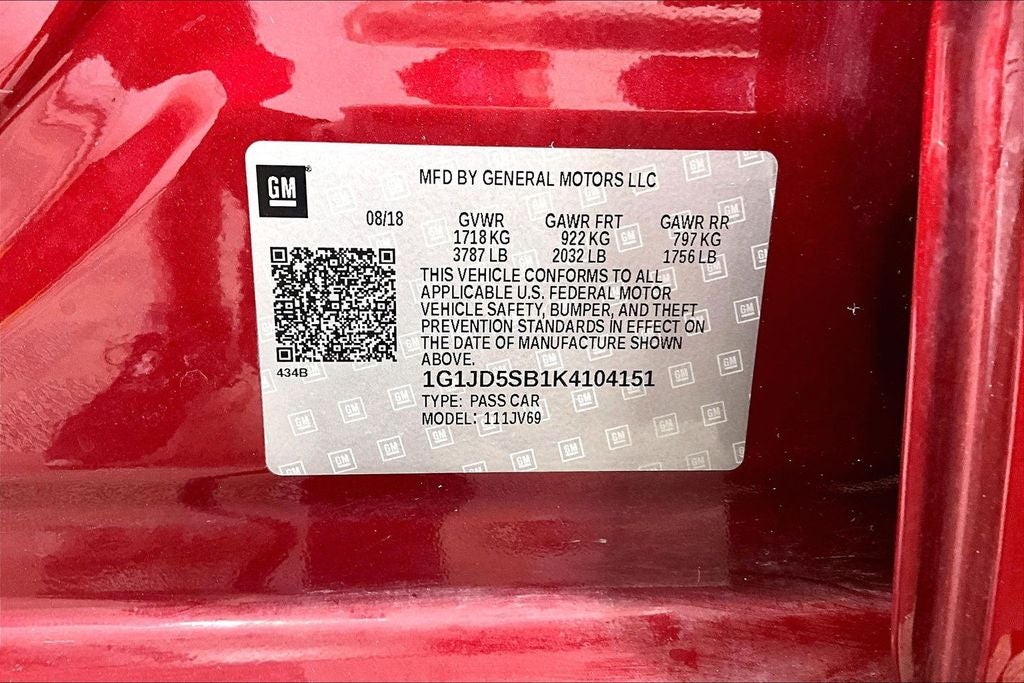 GM
MFD BY GENERAL MOTORS LLC
08/18 GVWR GAWR FRT GAWR RR
1718 KG 922 KG 797 KG
3787 LB 2032 LB 1756 LB
THIS VEHICLE CONFORMS TO ALL
APPLICABLE U.S. FEDERAL MOTOR
VEHICLE SAFETY, BUMPER, AND THEFT
PREVENTION STANDARDS IN EFFECT ON
THE DATE OF MANUFACTURE SHOWN
ABOVE.
434B
1G1JD5SB1K4104151
TYPE: PASS CAR
MODEL: 111JV69